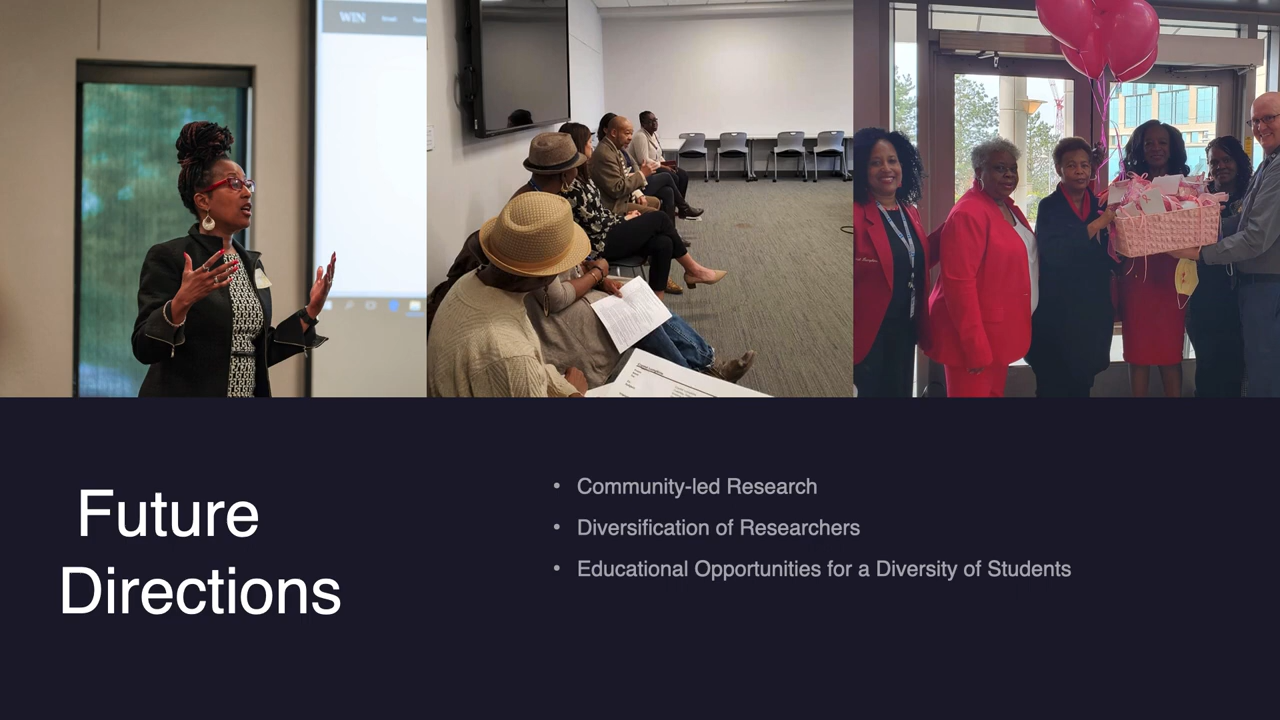 WIN
Future
Directions
• Community-led Research
• Diversification of Researchers
• Educational Opportunities for a Diversity of Students